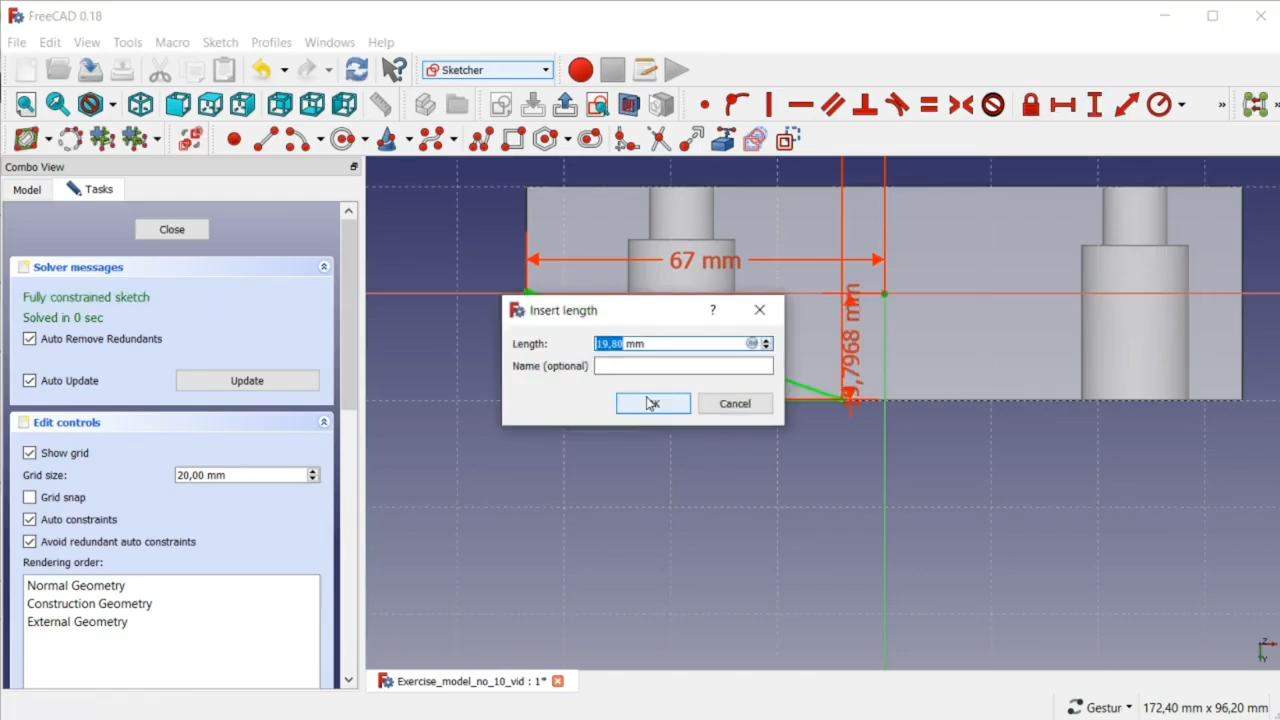 FreeCAD 0.18
File Edit View Tools Macro Sketch Profiles Windows Help
Sketcher
Combo View
Model Tasks
Close
Solver messages
Fully constrained sketch
Solved in 0 sec
Auto Remove Redundants
Auto Update Update
Edit controls
Show grid
Grid size: 20,00 mm
Grid snap
Auto constraints
Avoid redundant auto constraints
Rendering order:
Normal Geometry
Construction Geometry
External Geometry
67 mm
,7968 mm
Insert length ?
Length: 19,80 mm
Name (optional)
OK Cancel
Z
Y
Exercise_model_no_10_vid : 1*
Gestur 172,40 mm x 96,20 mm